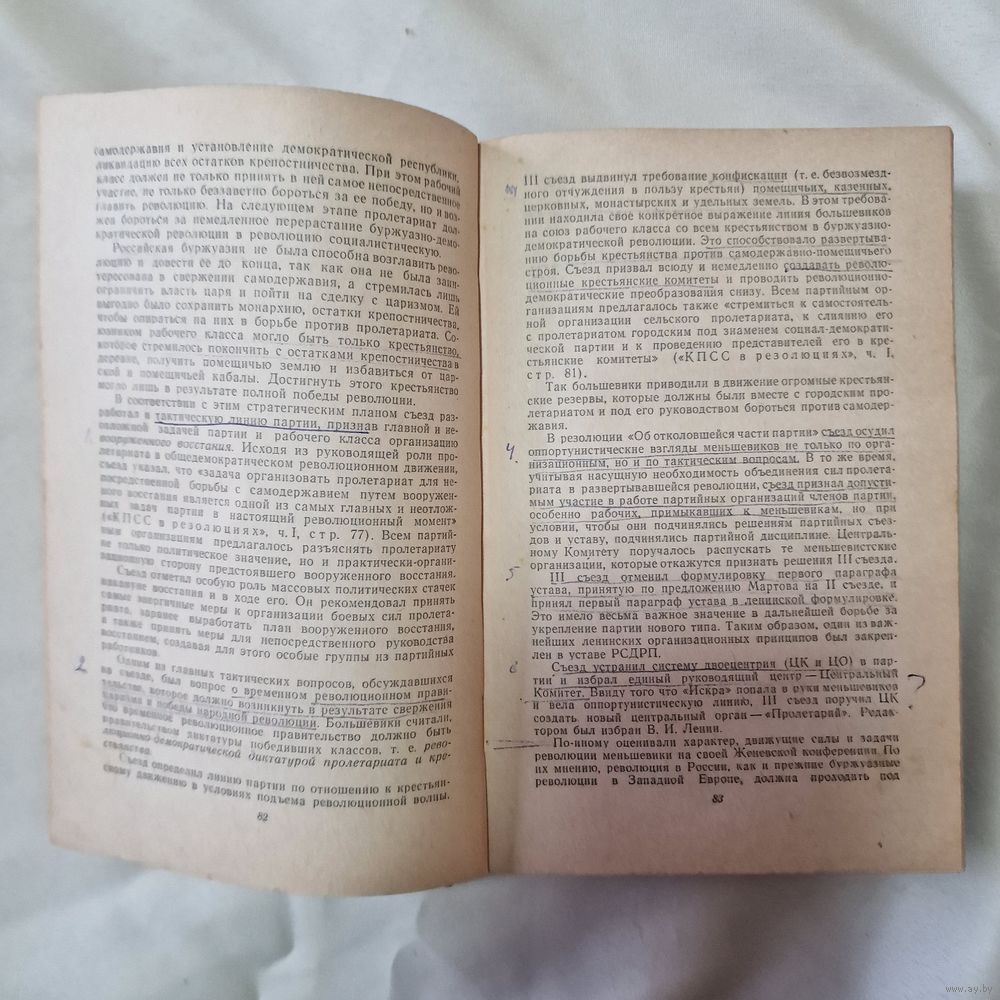 самодержавия и установление демократической республики,
ликвидацию всех остатков крепостничества. При этом рабочий
класс должен не только принять в ней самое непосредственное
участие, не только беззаветно бороться за ее победу, но и воз-
главить революцию. На следующем этапе пролетариат дол-
жен бороться за немедленное перерастание буржуазно-демо-
кратической революции в революцию социалистическую.
Российская буржуазия не была способна возглавить рево-
люцию и довести ее до конца, так как она не была заин-
тересована в свержении самодержавия, а стремилась лишь
ограничить власть царя и пойти на сделку с царизмом. Ей
выгодно было сохранить монархию, остатки крепостничества,
чтобы опираться на них в борьбе против пролетариата. Со-
юзником рабочего класса могло быть только крестьянство,
которое стремилось покончить с остатками крепостничества в
деревне, получить помещичью землю и избавиться от цар-
ской и помещичьей кабалы. Достигнуть этого крестьянство
могло лишь в результате полной победы революции.
В соответствии с этим стратегическим планом съезд раз-
работал и тактическую линию партии, признав главной и не-
отложной задачей партии и рабочего класса организацию
вооруженного восстания. Исходя из руководящей роли про-
летариата в общедемократическом революционном движении,
съезд указал, что «задача организовать пролетариат для не-
посредственной борьбы с самодержавием путем вооружен-
ного восстания является одной из самых главных и неотлож-
ных задач партии в настоящий революционный момент»
(«КПСС в резолюциях», ч. I, стр. 77). Всем партий-
ным организациям предлагалось разъяснять пролетариату
не только политическое значение, но и практически-органи-
зационную сторону предстоявшего вооруженного восстания.
Съезд отметил особую роль массовых политических стачек
накануне восстания и в ходе его. Он рекомендовал принять
самые энергичные меры к организации боевых сил пролета-
риата, заранее выработать план вооруженного восстания,
а также принять меры для непосредственного руководства
восстанием, создавая для этого особые группы из партийных
работников.
2 Одним из главных тактических вопросов, обсуждавшихся
на съезде, был вопрос о временном революционном прави-
тельстве, которое должно возникнуть в результате свержения
царизма и победы народной революции. Большевики считали,
что временное революционное правительство должно быть
правительством диктатуры победивших классов, т. е. рево-
люционно-демократической диктатурой пролетариата и кре-
стьянства.
Съезд определил линию партии по отношению к крестьян-
скому движению в условиях подъема революционной волны.
82
III съезд выдвинул требование конфискации (т. е. безвозмезд-
ного отчуждения в пользу крестьян) помещичьих, казенных,
церковных, монастырских и удельных земель. В этом требова-
нии находила свое конкретное выражение линия большевиков
на союз рабочего класса со всем крестьянством в буржуазно-
демократической революции. Это способствовало развертыва-
нию борьбы крестьянства против самодержавно-помещичьего
строя. Съезд призвал всюду и немедленно создавать револю-
ционные крестьянские комитеты и проводить революционно-
демократические преобразования снизу. Всем партийным ор-
ганизациям предлагалось также «стремиться к самостоятель-
ной организации сельского пролетариата, к слиянию его
с пролетариатом городским под знаменем социал-демократи-
ческой партии и к проведению представителей его в кре-
стьянские комитеты» («КПСС в резолюциях», ч. I,
стр. 81).
Так большевики приводили в движение огромные крестьян-
ские резервы, которые должны были вместе с городским про-
летариатом и под его руководством бороться против самодер-
жавия.
4 В резолюции «Об отколовшейся части партии» съезд осудил
оппортунистические взгляды меньшевиков не только по орга-
низационным, но и по тактическим вопросам. В то же время,
учитывая насущную необходимость объединения сил пролета-
риата в развертывавшейся революции, съезд признал допусти-
мым участие в работе партийных организаций членов партии,
особенно рабочих, примыкавших к меньшевикам, но при
условии, чтобы они подчинялись решениям партийных съез-
дов и уставу, подчинялись партийной дисциплине. Централь-
ному Комитету поручалось распускать те меньшевистские
организации, которые откажутся признать решения III съезда.
5 III съезд отменил формулировку первого параграфа
устава, принятую по предложению Мартова на II съезде, и
принял первый параграф устава в ленинской формулировке.
Это имело весьма важное значение в дальнейшей борьбе за
укрепление партии нового типа. Таким образом, один из важ-
нейших ленинских организационных принципов был закреп-
лен в уставе РСДРП.
6 Съезд устранил систему двоецентрия (ЦК и ЦО) в пар-
тии и избрал единый руководящий центр — Центральный
Комитет. Ввиду того что «Искра» попала в руки меньшевиков
и вела оппортунистическую линию, III съезд поручил ЦК
создать новый центральный орган — «Пролетарий». Редак-
тором был избран В. И. Ленин.
По-иному оценивали характер, движущие силы и задачи
революции меньшевики на своей Женевской конференции. По
их мнению, революция в России, как и прежние буржуазные
революции в Западной Европе, должна проходить под
83
www.ay.by